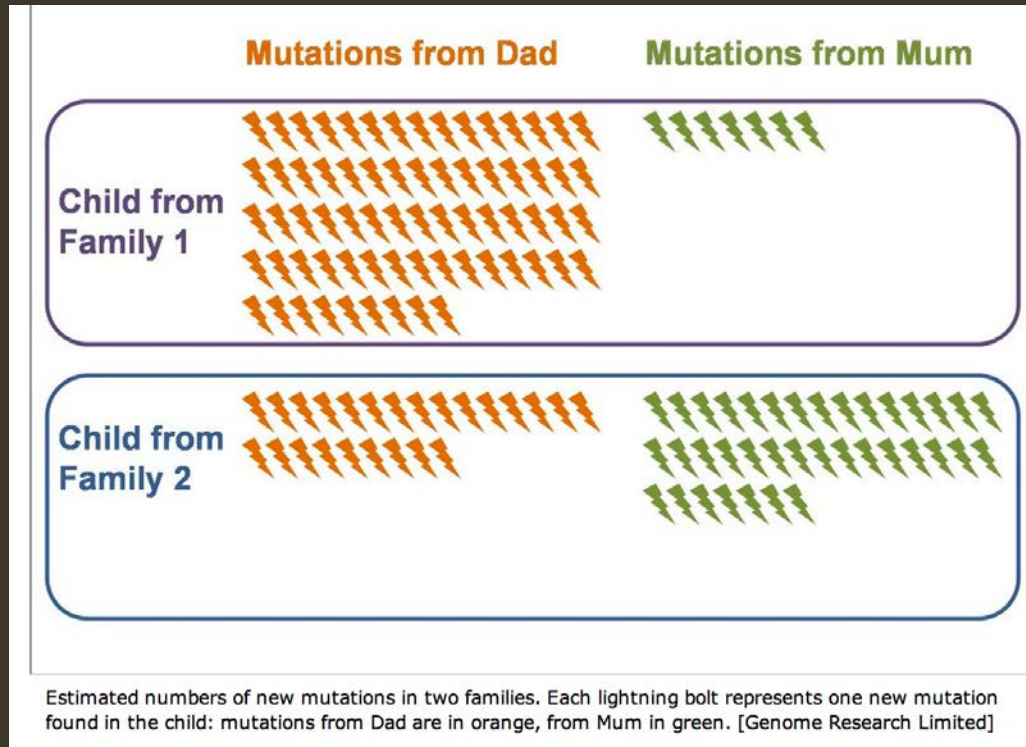 Mutations from Dad
Mutations from Mum
Child from
Family 1
Child from
Family 2
Estimated numbers of new mutations in two families. Each lightning bolt represents one new mutation
found in the child: mutations from Dad are in orange, from Mum in green. [Genome Research Limited]